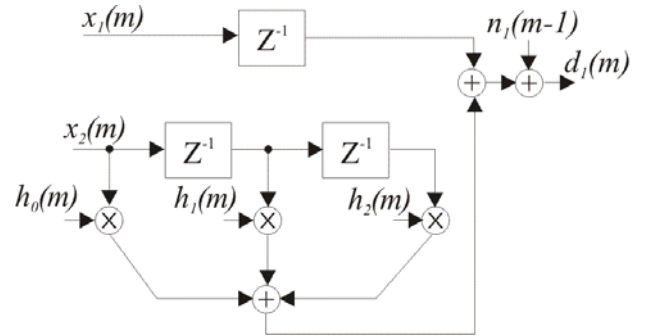 x₁(m)
Z⁻¹
n₁(m-1)
d₁(m)
+
+
x₂(m)
Z⁻¹
Z⁻¹
h₀(m)
X
h₁(m)
X
h₂(m)
X
+